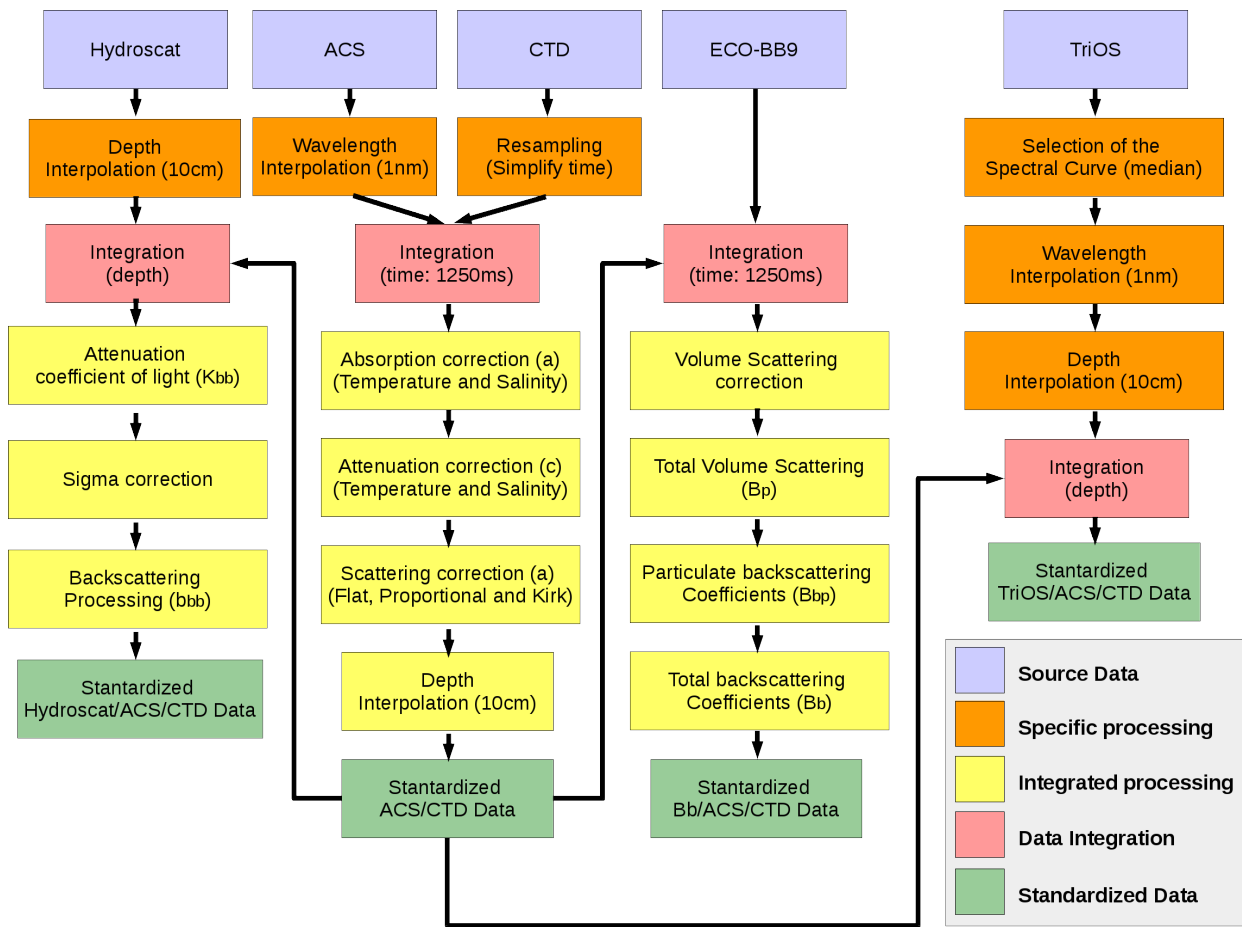 Hydroscat
ACS
CTD
ECO-BB9
TriOS
Depth
Interpolation (10cm)
Wavelength
Interpolation (1nm)
Resampling
(Simplify time)
Selection of the
Spectral Curve (median)
Integration
(depth)
Integration
(time: 1250ms)
Integration
(time: 1250ms)
Wavelength
Interpolation (1nm)
Attenuation
coefficient of light (Kbb)
Absorption correction (a)
(Temperature and Salinity)
Volume Scattering
correction
Depth
Interpolation (10cm)
Sigma correction
Attenuation correction (c)
(Temperature and Salinity)
Total Volume Scattering
(Bp)
Integration
(depth)
Backscattering
Processing (bbb)
Scattering correction (a)
(Flat, Proportional and Kirk)
Particulate backscattering
Coefficients (Bbp)
Stantardized
TriOS/ACS/CTD Data
Stantardized
Hydroscat/ACS/CTD Data
Depth
Interpolation (10cm)
Total backscattering
Coefficients (Bb)
Stantardized
ACS/CTD Data
Stantardized
Bb/ACS/CTD Data
Source Data
Specific processing
Integrated processing
Data Integration
Standardized Data